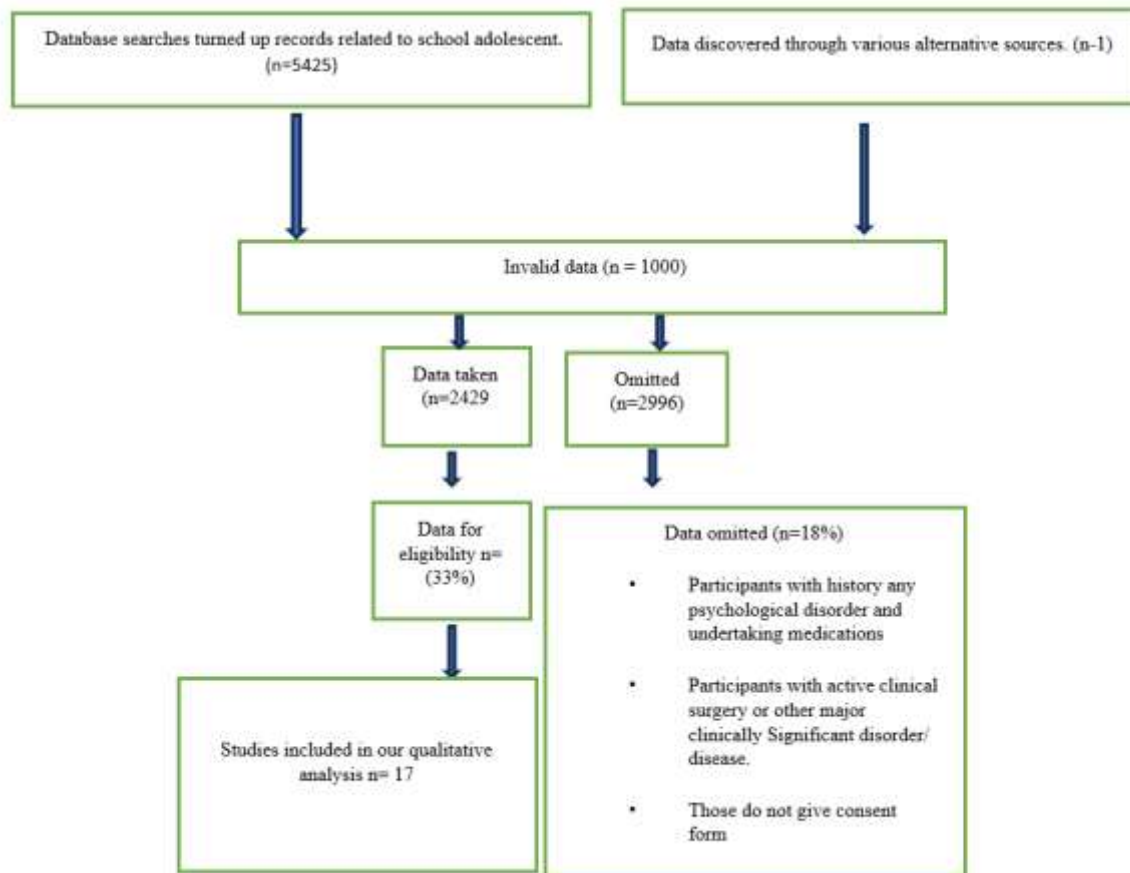 Database searches turned up records related to school adolescent.
(n=5425)
Data discovered through various alternative sources. (n-1)
Invalid data (n = 1000)
Data taken
(n=2429
Omitted
(n=2996)
Data for
eligibility n=
(33%)
Data omitted (n=18%)
• Participants with history any
psychological disorder and
undertaking medications
• Participants with active clinical
surgery or other major
clinically Significant disorder/
disease.
• Those do not give consent
form
Studies included in our qualitative
analysis n= 17